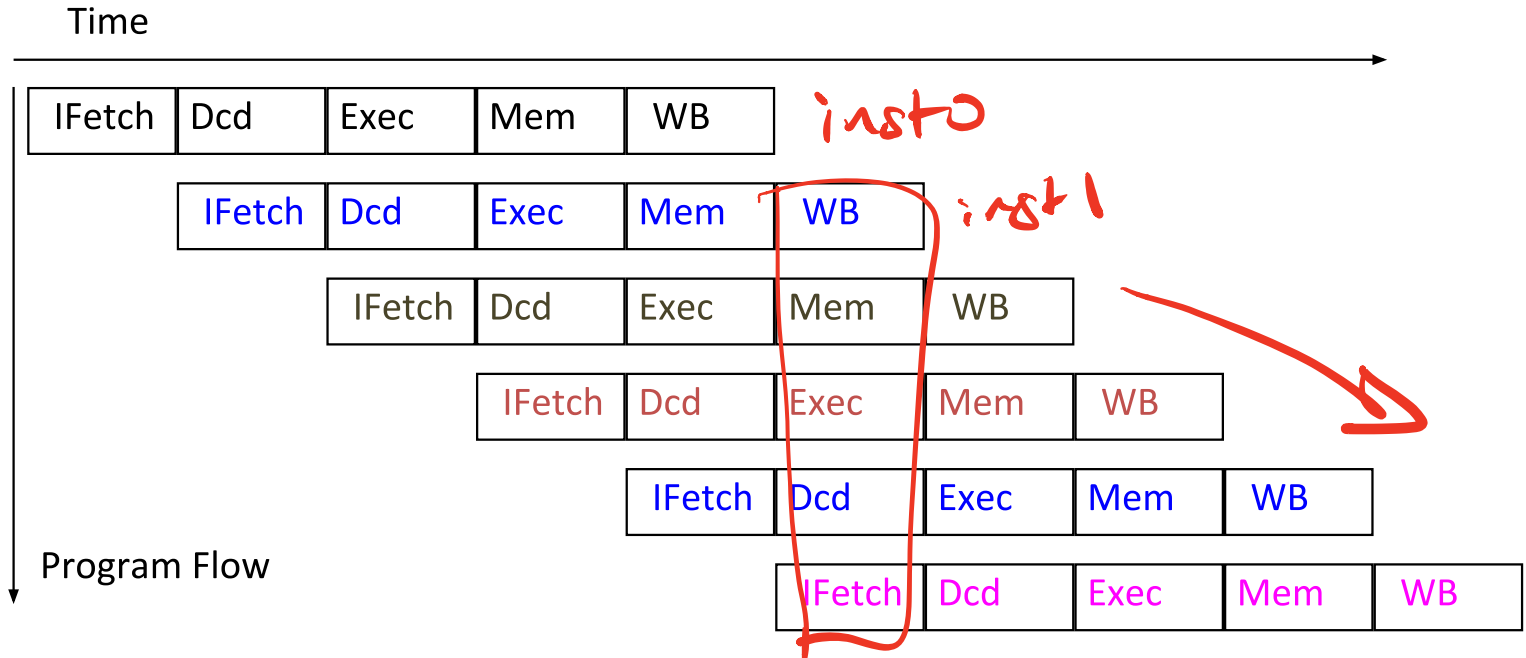 Time
IFetch Dcd Exec Mem WB inst0
IFetch Dcd Exec Mem WB inst1
IFetch Dcd Exec Mem WB
IFetch Dcd Exec Mem WB
IFetch Dcd Exec Mem WB
Program Flow
IFetch Dcd Exec Mem WB